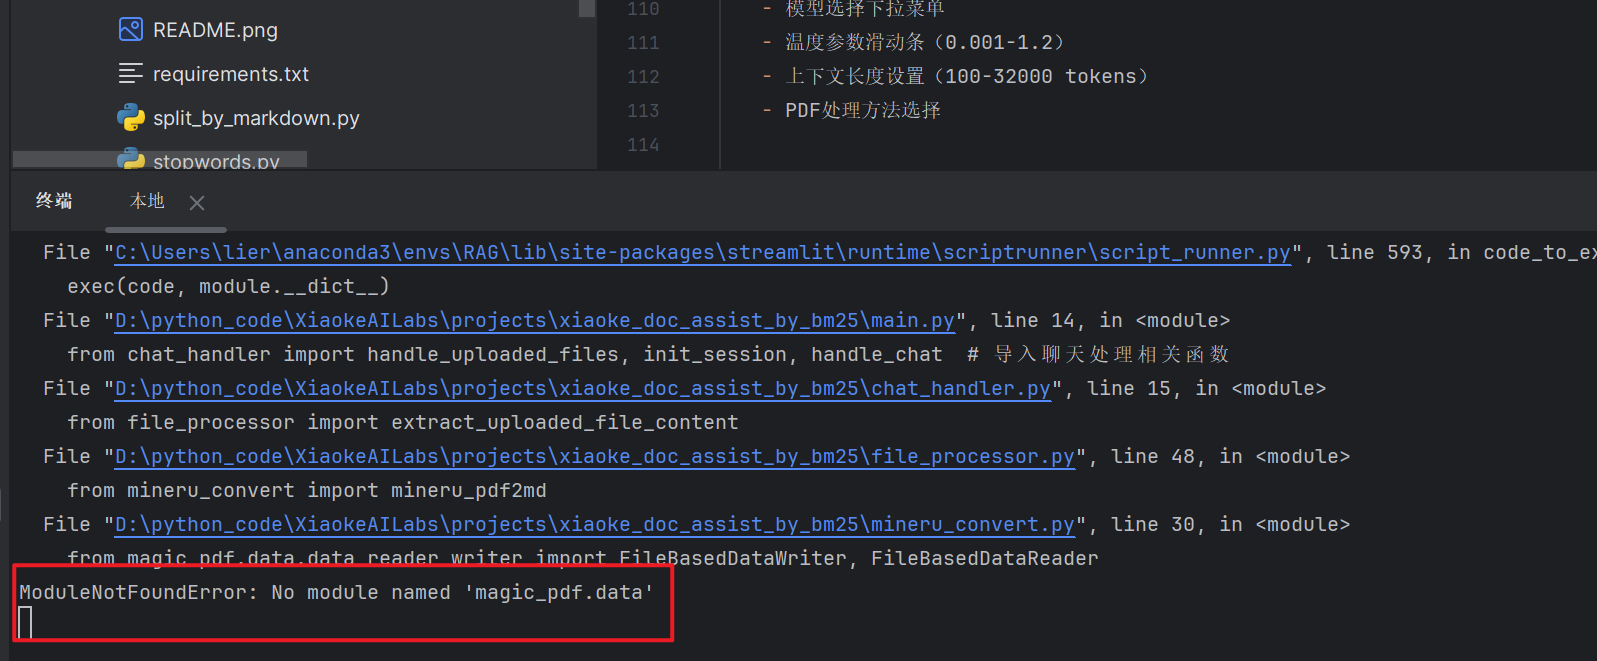 README.png
requirements.txt
split_by_markdown.py
stopwords.py
110 - 模型选择下拉菜单
111 - 温度参数滑动条（0.001-1.2）
112 - 上下文长度设置（100-32000 tokens）
113 - PDF处理方法选择
114
终端 本地
File "C:\Users\lier\anaconda3\envs\RAG\lib\site-packages\streamlit\runtime\scriptrunner\script_runner.py", line 593, in code_to_ex
exec(code, module.__dict__)
File "D:\python_code\XiaokeAILabs\projects\xiaoke_doc_assist_by_bm25\main.py", line 14, in <module>
from chat_handler import handle_uploaded_files, init_session, handle_chat  # 导入聊天处理相关函数
File "D:\python_code\XiaokeAILabs\projects\xiaoke_doc_assist_by_bm25\chat_handler.py", line 15, in <module>
from file_processor import extract_uploaded_file_content
File "D:\python_code\XiaokeAILabs\projects\xiaoke_doc_assist_by_bm25\file_processor.py", line 48, in <module>
from mineru_convert import mineru_pdf2md
File "D:\python_code\XiaokeAILabs\projects\xiaoke_doc_assist_by_bm25\mineru_convert.py", line 30, in <module>
from magic_pdf.data.data_reader_writer import FileBasedDataWriter, FileBasedDataReader
ModuleNotFoundError: No module named 'magic_pdf.data'